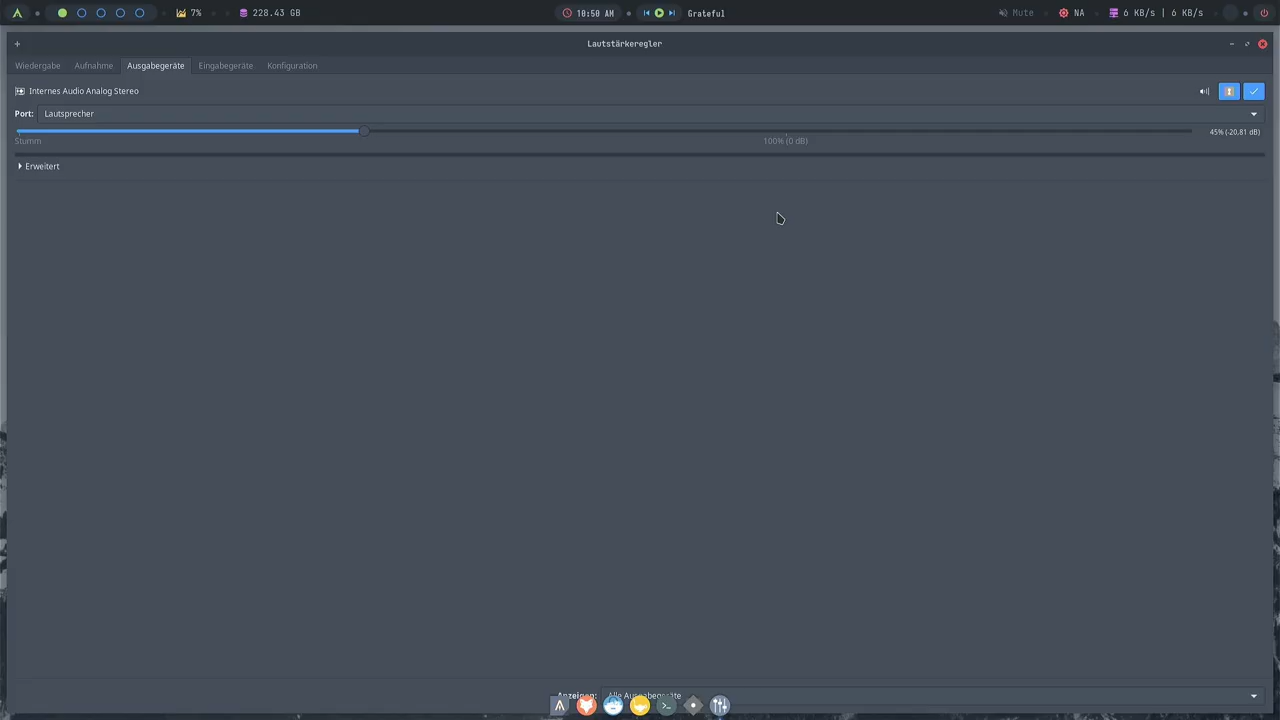 7% 228.43 GB 10:50 AM Grateful Mute NA 6 KB/s | 6 KB/s
Lautstärkeregler
Wiedergabe Aufnahme Ausgabegeräte Eingabegeräte Konfiguration
Internes Audio Analog Stereo
Port: Lautsprecher
45% (-20,81 dB)
Stumm 100% (0 dB)
Erweitert
Anzeigen: Alle Ausgabegeräte